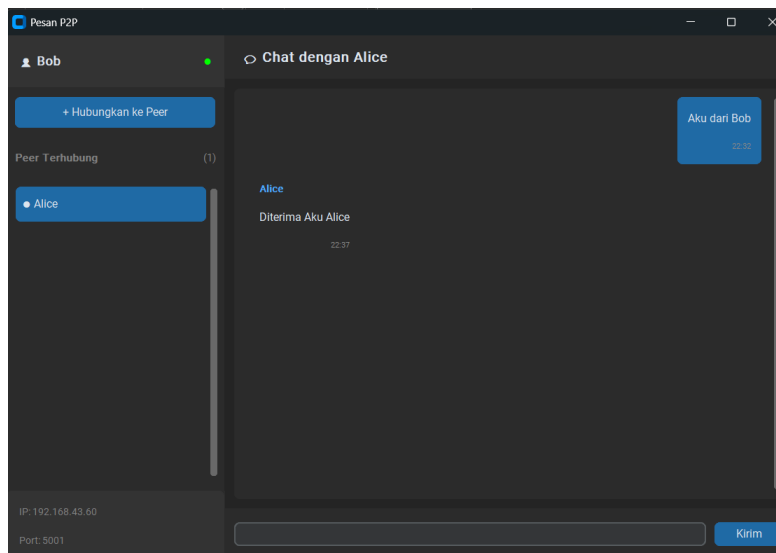 Pesan P2P
Bob
+ Hubungkan ke Peer
Peer Terhubung (1)
Alice
IP: 192.168.43.60
Port: 5001
Chat dengan Alice
Aku dari Bob
22:32
Alice
Diterima Aku Alice
22:37
Kirim